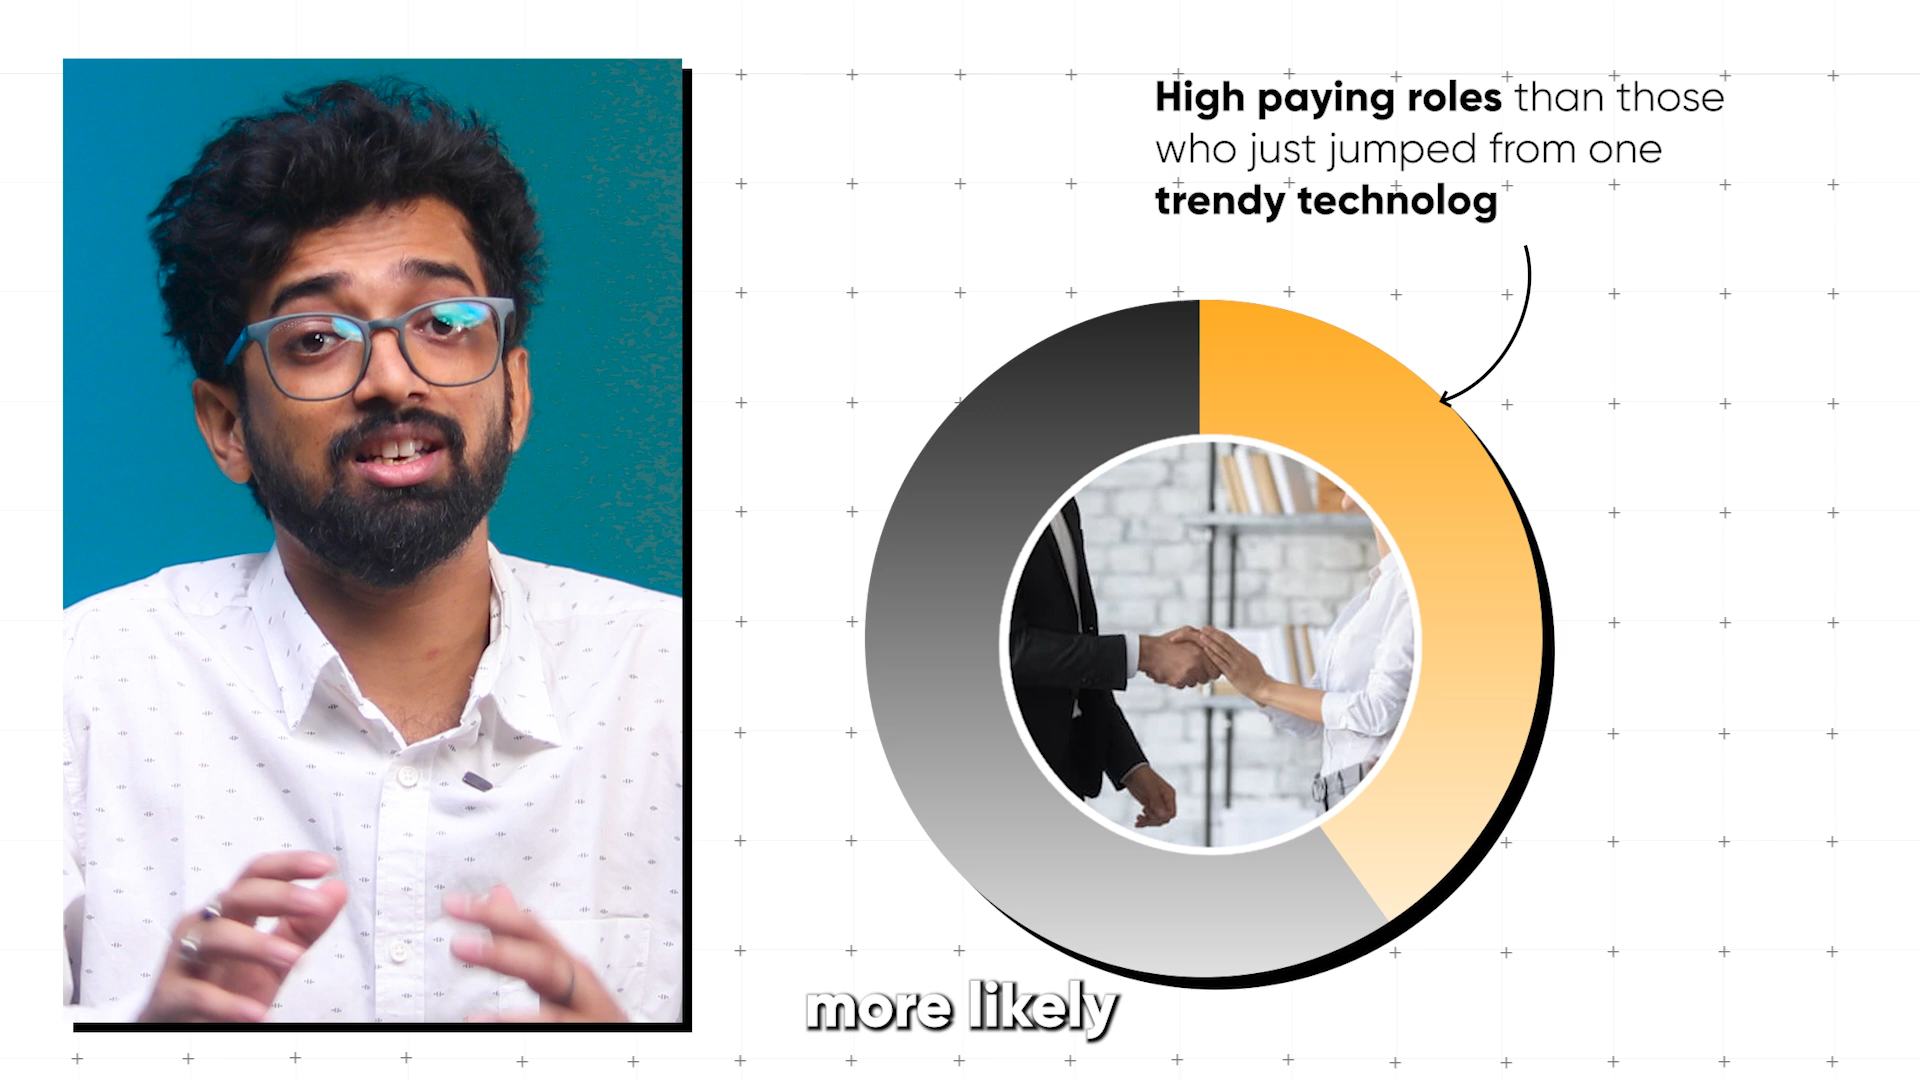 High paying roles than those
who just jumped from one
trendy technolog
more likely